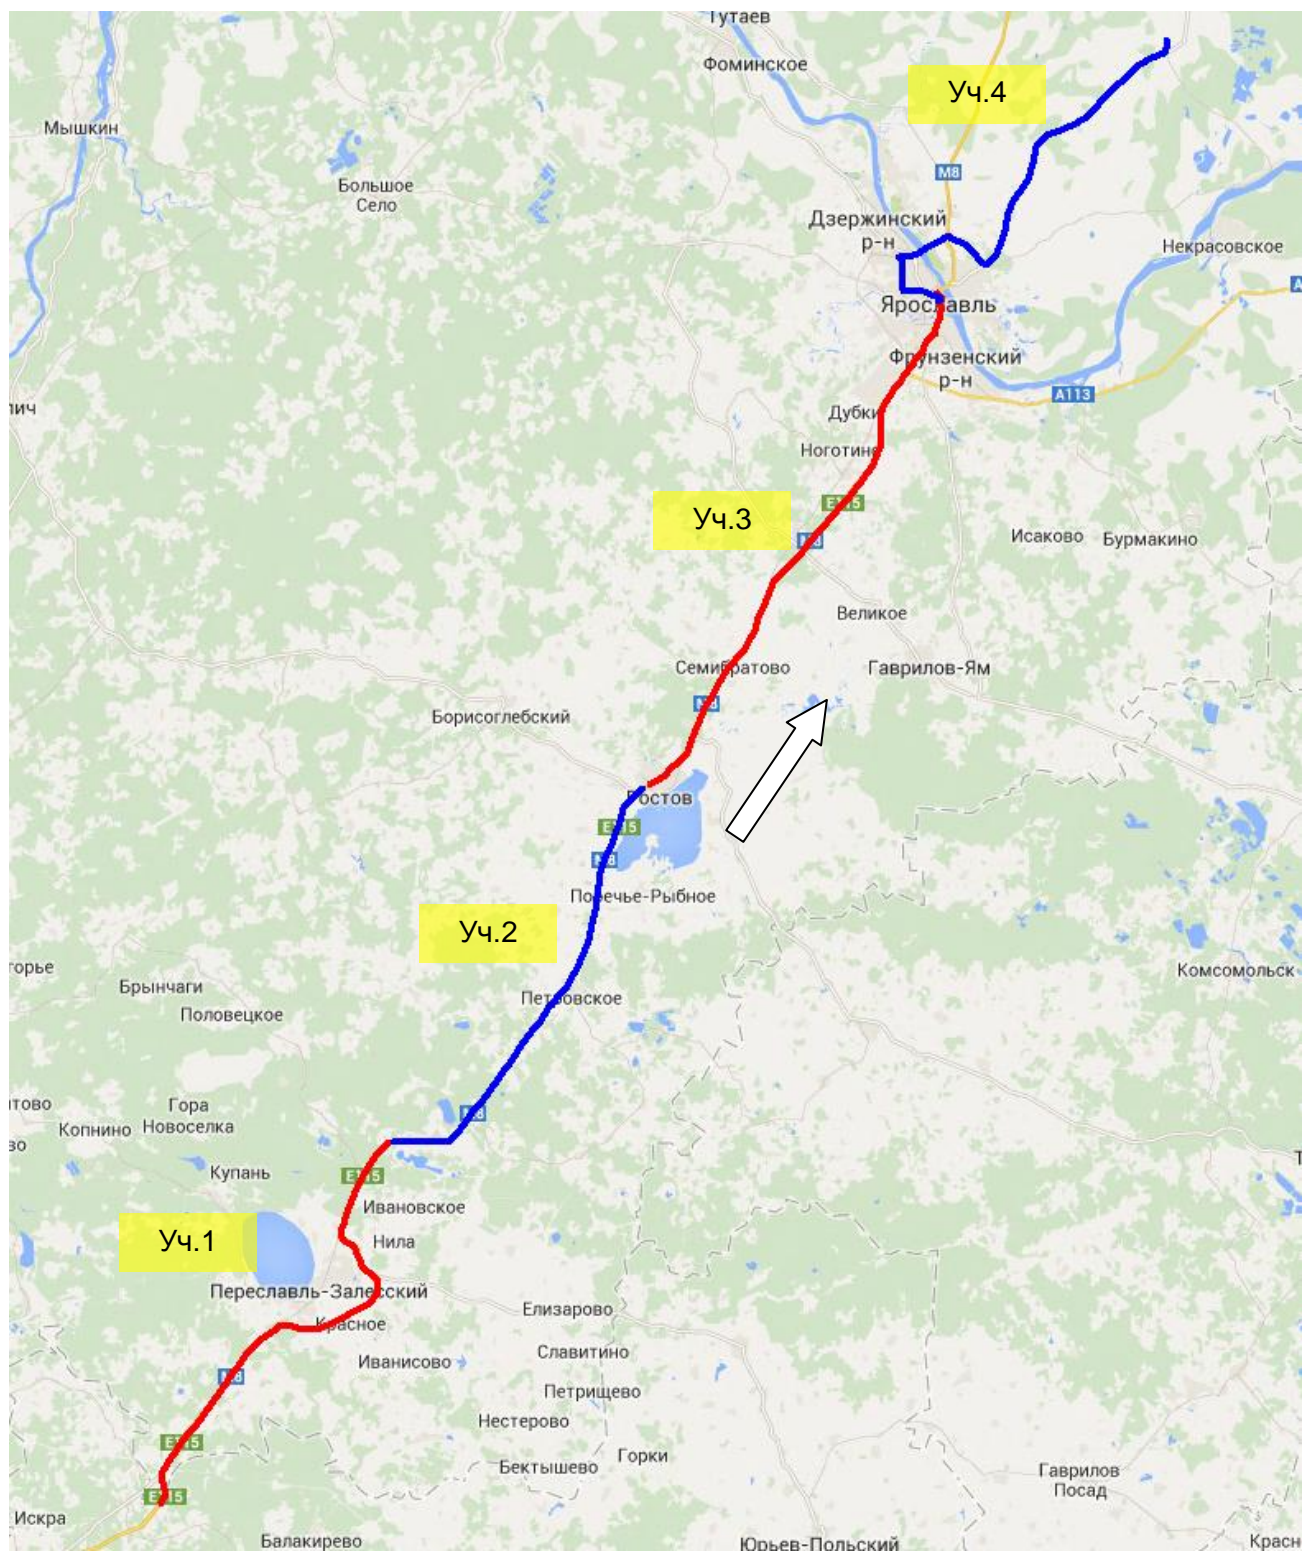 Тутаев
Фоминское
Уч.4
Мышкин
М8
Большое
Село
Дзержинский
р-н
Некрасовское
Ярославль
Фрунзенский
р-н
А113
Дубки
Ноготино
Е115
Уч.3
М8
Исаково
Бурмакино
Великое
Семибратово
Гаврилов-Ям
М8
Борисоглебский
Ростов
Е115
М8
Поречье-Рыбное
Уч.2
горье
Комсомольск
Брынчаги
Петровское
Половецкое
Гора
Новоселка
М8
Копнино
Купань
Е115
Ивановское
Уч.1
Нила
Переславль-Залесский
Елизарово
Красное
Славитино
Иванисово
М8
Петрищево
Нестерово
Е115
Горки
Бектышево
Гаврилов
Посад
Е115
Искра
Балакирево
Юрьев-Польский
Красн